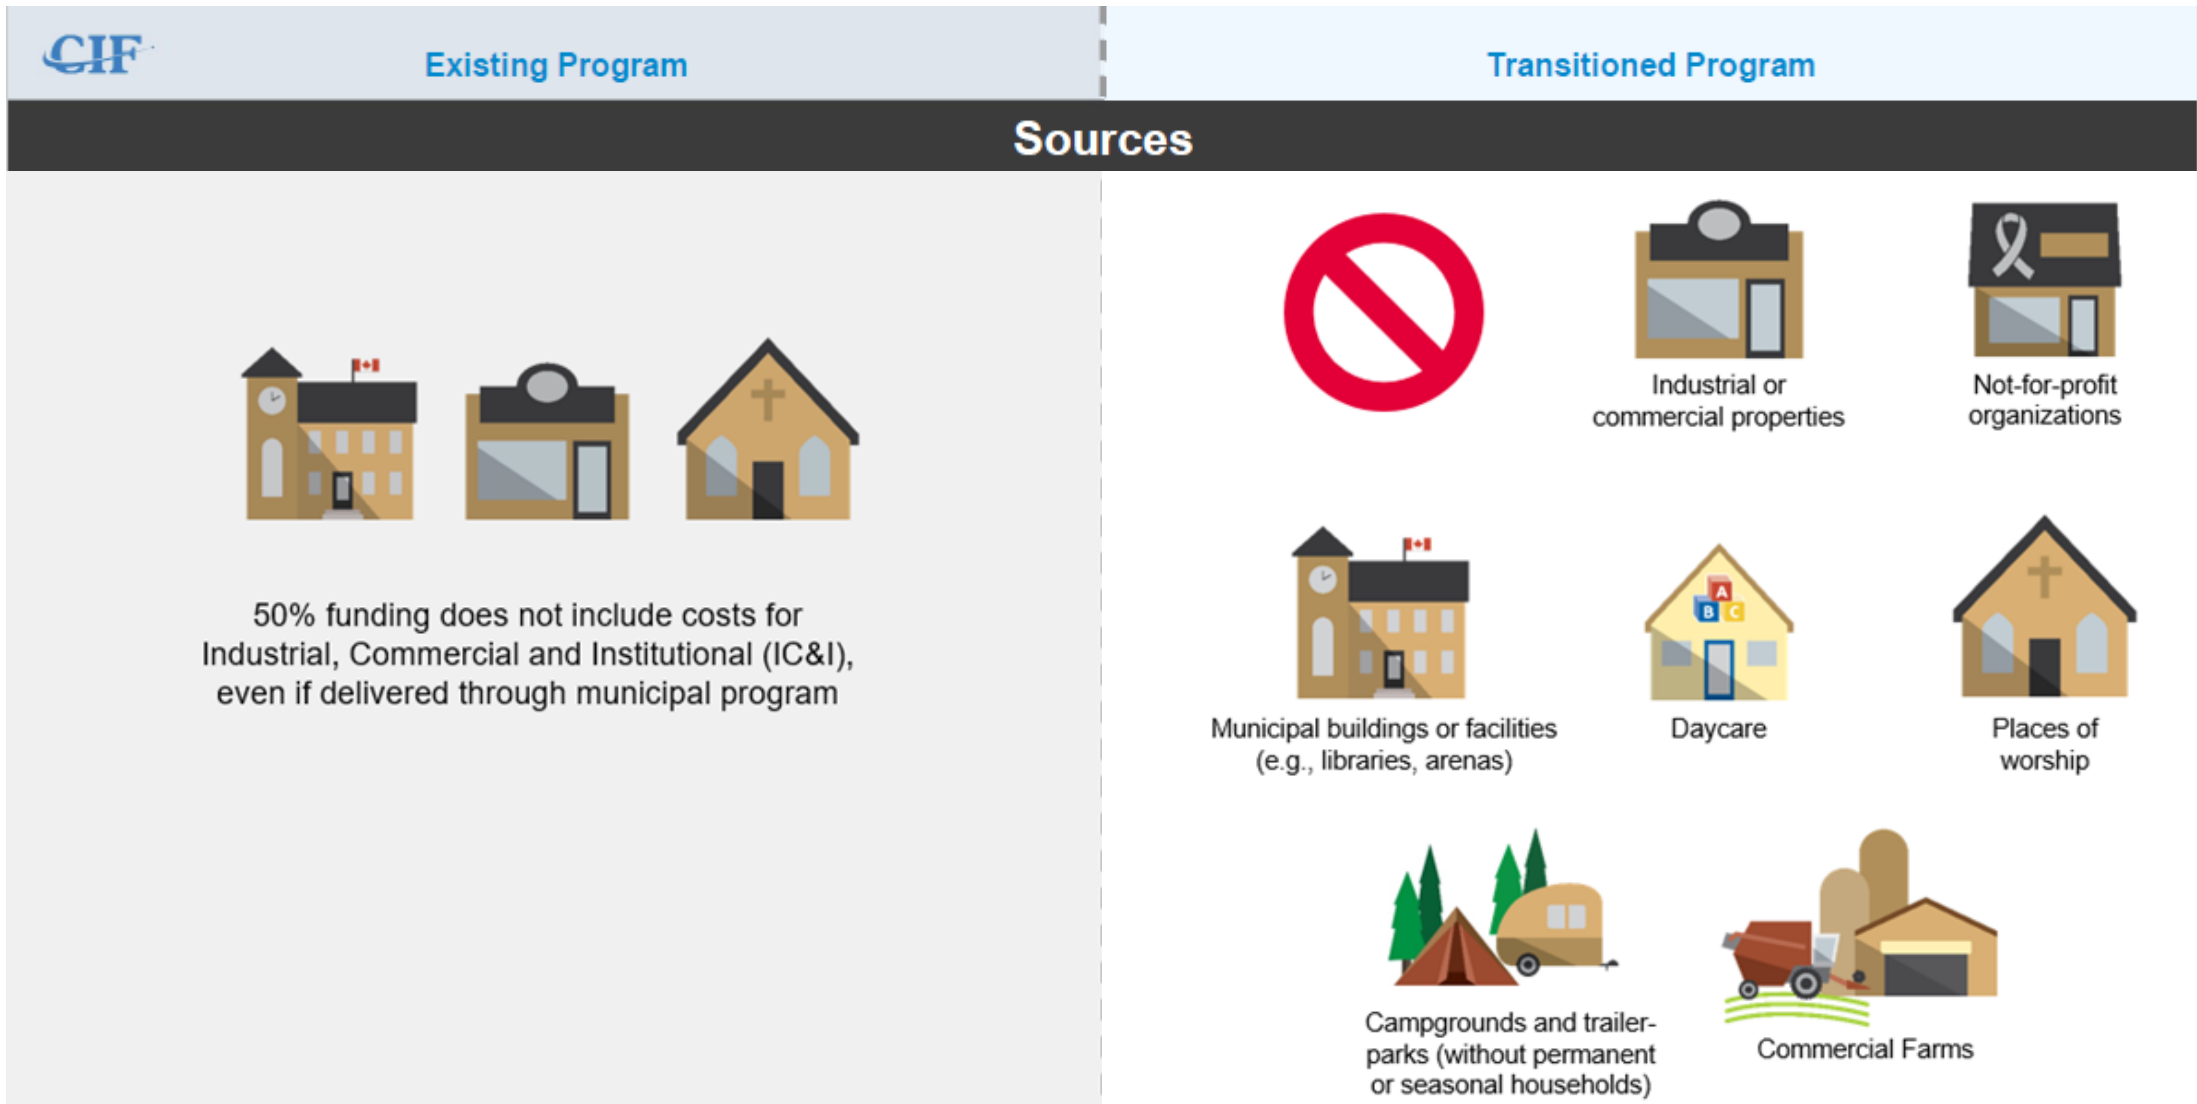 CIF
Existing Program
Transitioned Program
Sources
50% funding does not include costs for
Industrial, Commercial and Institutional (IC&I),
even if delivered through municipal program
Industrial or
commercial properties
Not-for-profit
organizations
Municipal buildings or facilities
(e.g., libraries, arenas)
A
B C
Daycare
Places of
worship
Campgrounds and trailer-
parks (without permanent
or seasonal households)
Commercial Farms